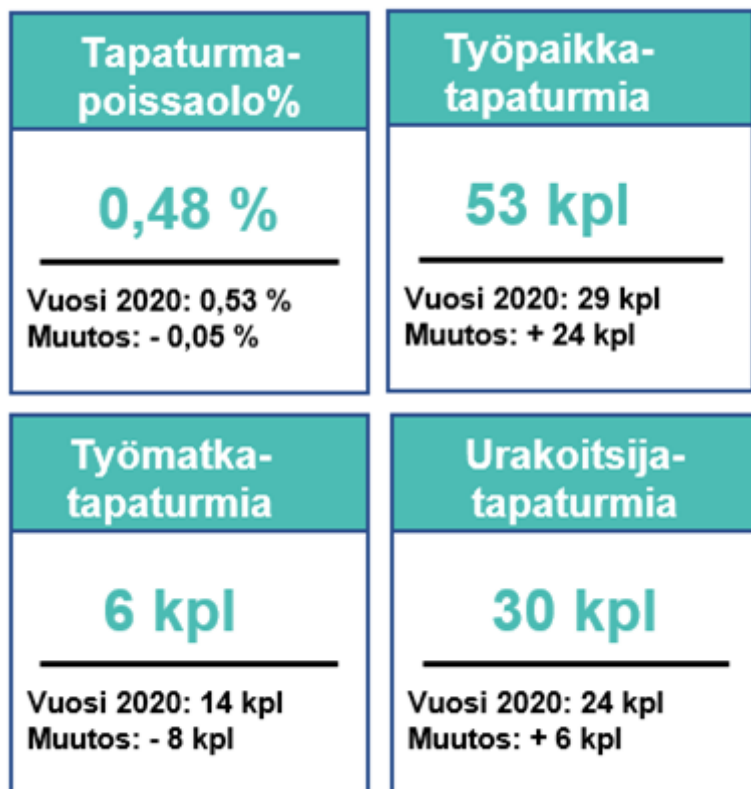 Tapaturma-
poissaolo%
0,48 %
Vuosi 2020: 0,53 %
Muutos: - 0,05 %
Työpaikka-
tapaturmia
53 kpl
Vuosi 2020: 29 kpl
Muutos: + 24 kpl
Työmatka-
tapaturmia
6 kpl
Vuosi 2020: 14 kpl
Muutos: - 8 kpl
Urakoitsija-
tapaturmia
30 kpl
Vuosi 2020: 24 kpl
Muutos: + 6 kpl